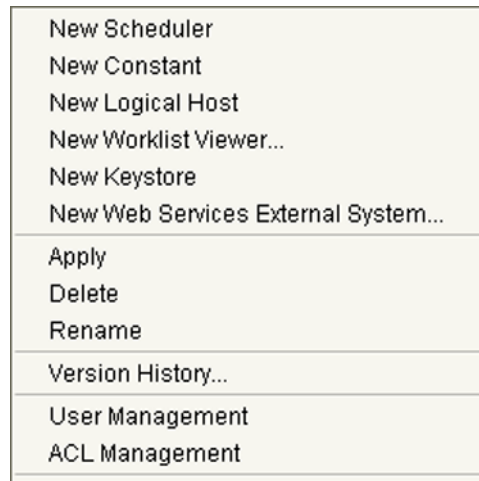 New Scheduler
New Constant
New Logical Host
New Worklist Viewer...
New Keystore
New Web Services External System...
Apply
Delete
Rename
Version History...
User Management
ACL Management